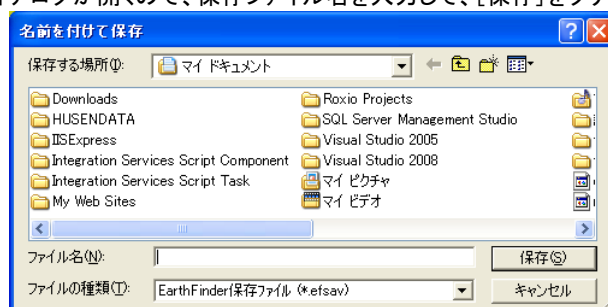 イアログが開くので、保存ファイル名を入力して、[保存]をクリ
名前を付けて保存
保存する場所(I): マイ ドキュメント
Downloads Roxio Projects
HUSENDATA SQL Server Management Studio
IISExpress Visual Studio 2005
Integration Services Script Component Visual Studio 2008
Integration Services Script Task マイ ピクチャ
My Web Sites マイ ビデオ
ファイル名(N): 保存(S)
ファイルの種類(T): EarthFinder保存ファイル (*.efsav) キャンセル